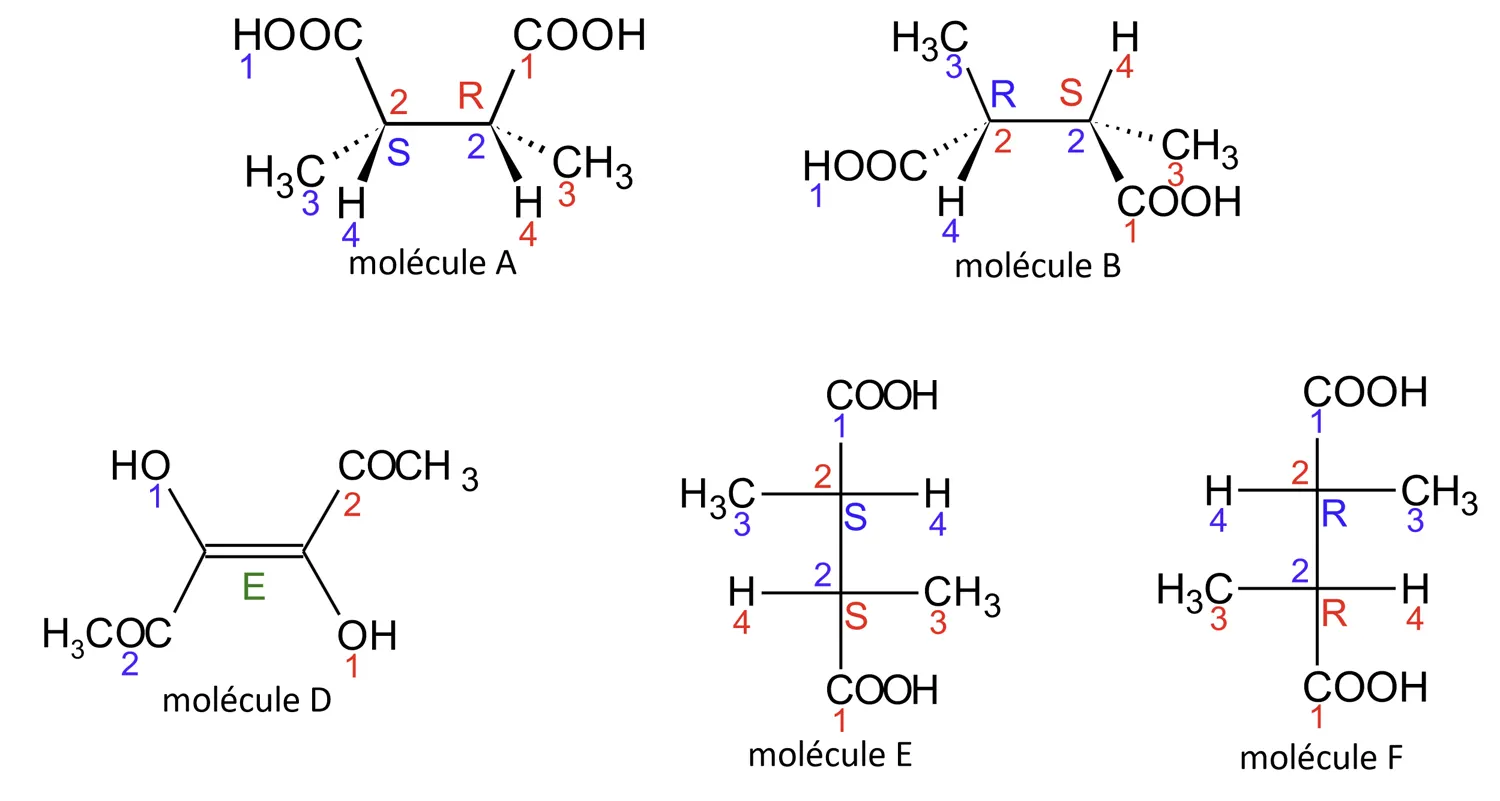 HOOC COOH
1 1
2 R
S 2
H3C H H CH3
3 4 4 3
molécule A
H3C H
3 4
R S
2 2
HOOC H CH3
1 4 3
COOH
1
molécule B
HO COCH 3
1 2
E
H3COC OH
2 1
molécule D
COOH
1
2
H3C H
3 S 4
2
H CH3
4 S 3
COOH
1
molécule E
COOH
1
2
H CH3
4 R 3
2
H3C H
3 R 4
COOH
1
molécule F